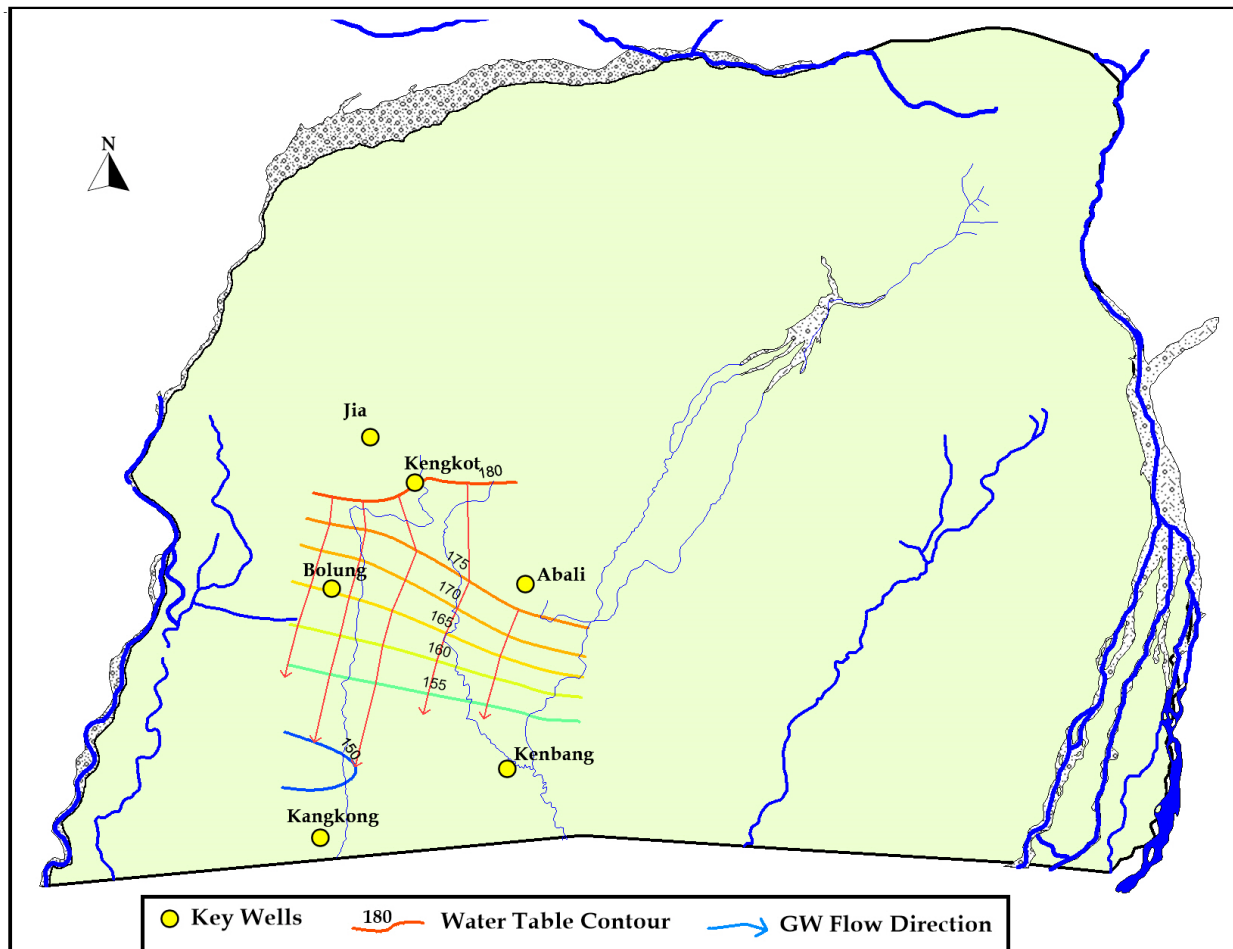 N
Jia
Kengkot
180
175
Abali
Bolung
170
165
160
155
150
Kenbang
Kangkong
Key Wells
180
Water Table Contour
GW Flow Direction